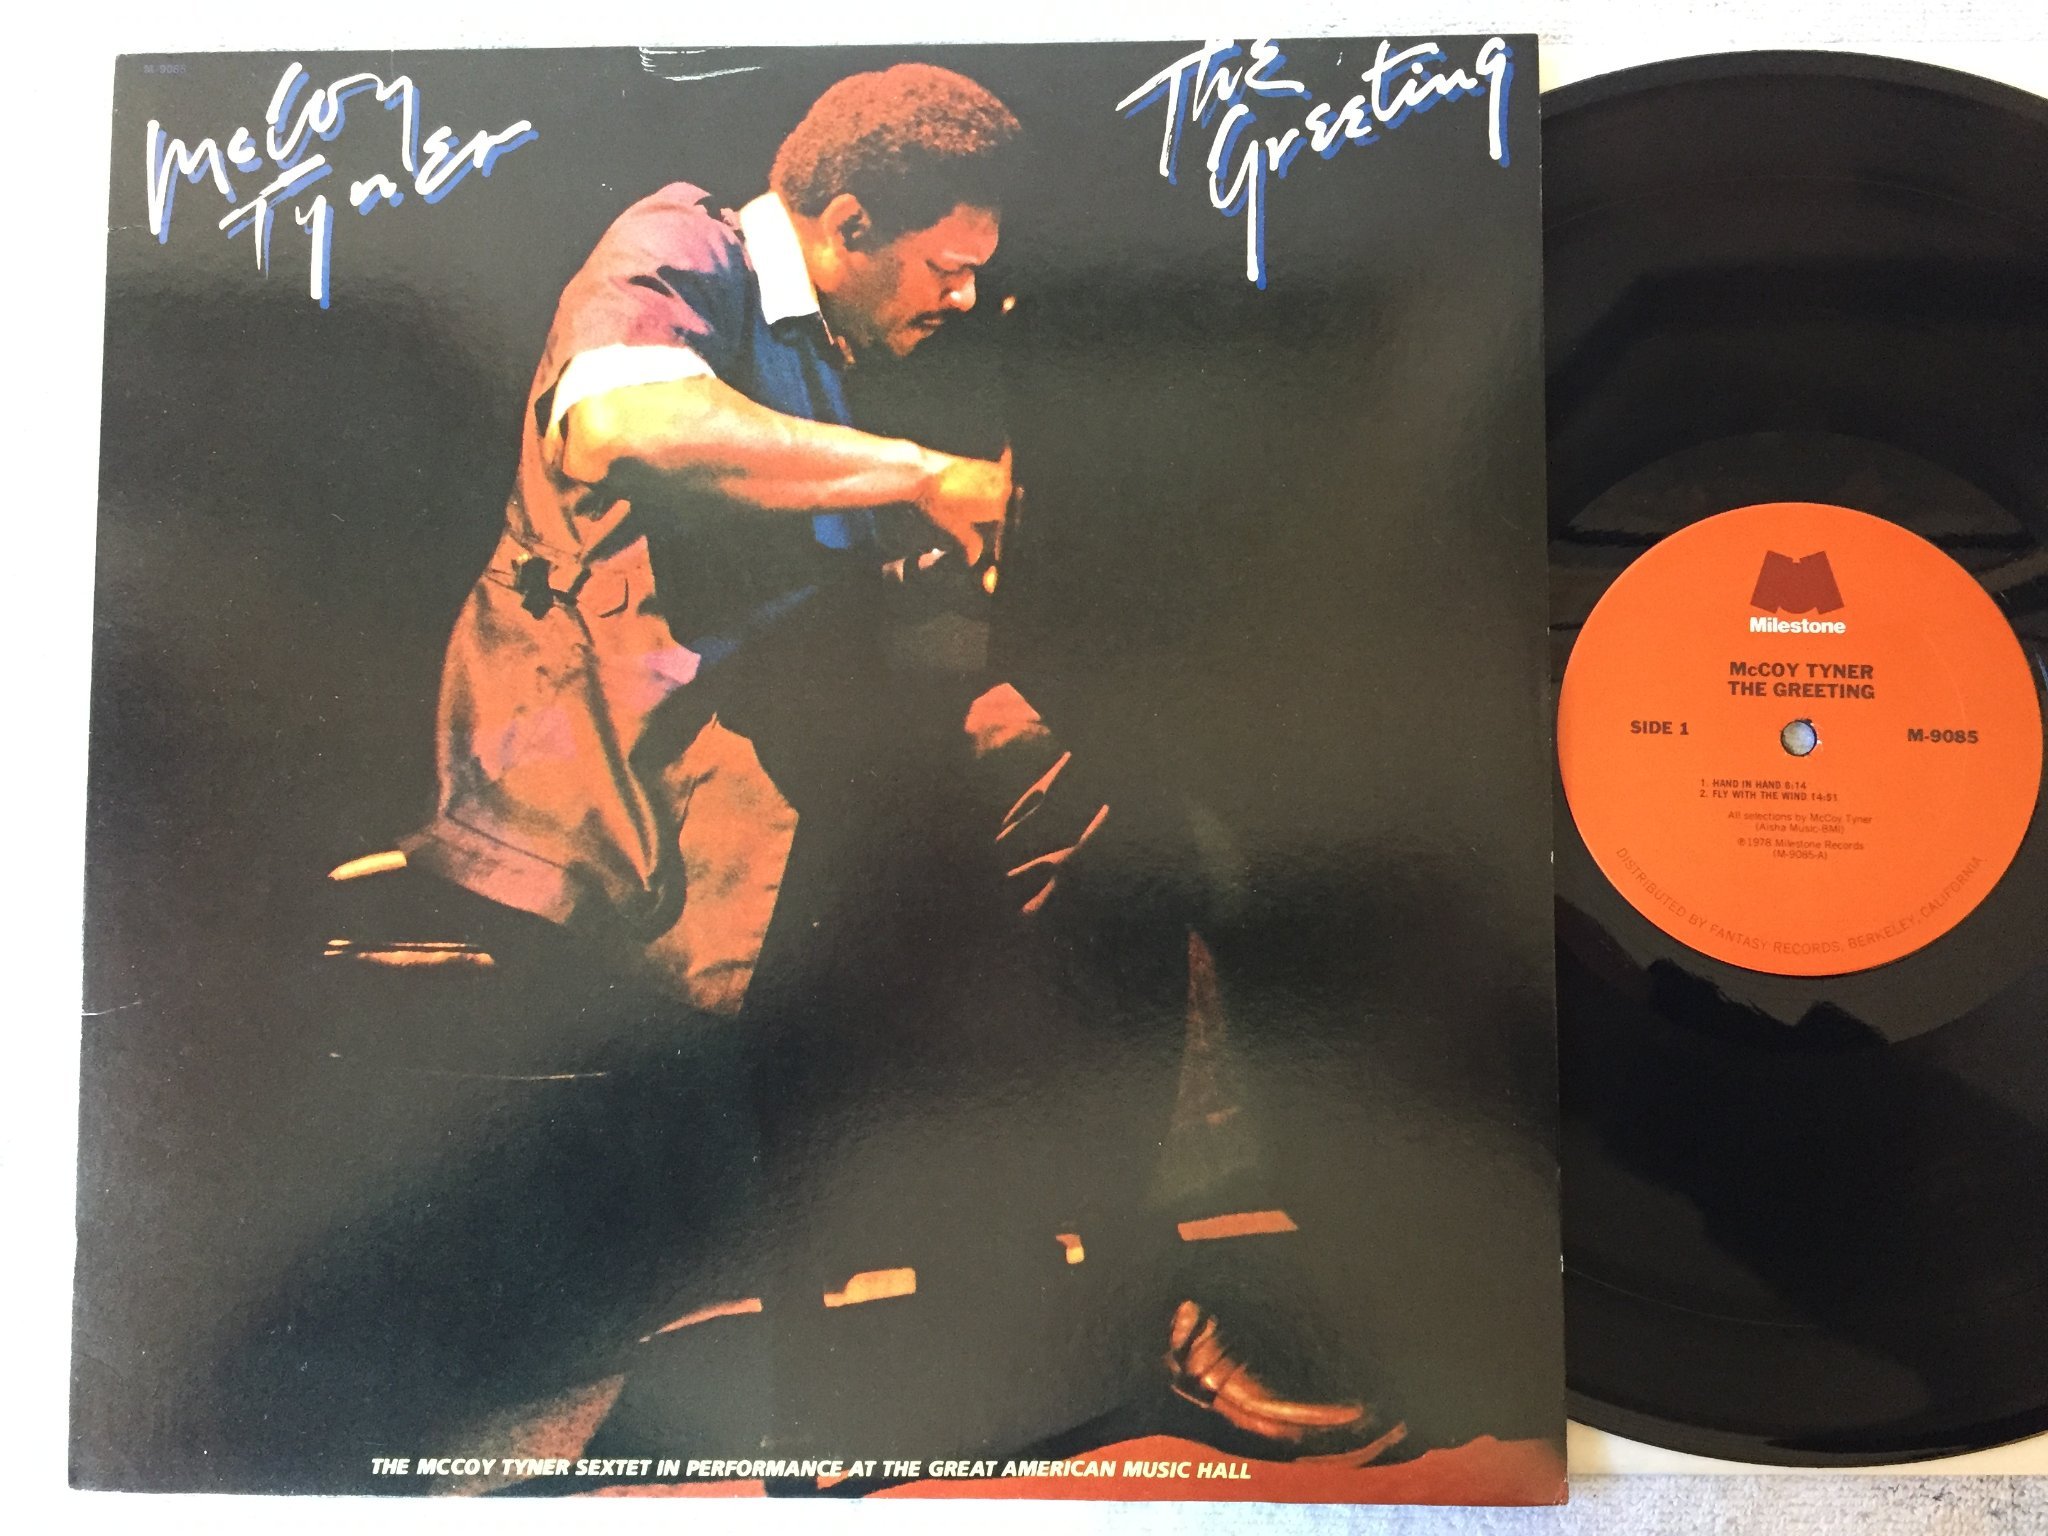 M-9085
McCoy
Tyner
The
Greeting
THE MCCOY TYNER SEXTET IN PERFORMANCE AT THE GREAT AMERICAN MUSIC HALL
Milestone
McCOY TYNER
THE GREETING
SIDE 1
M-9085
1. HAND IN HAND 6:14
2. FLY WITH THE WIND 14:51
All selections by McCoy Tyner
(Aisha Music-BMI)
℗1978 Milestone Records
(M-9085-A)
DISTRIBUTED BY FANTASY RECORDS, BERKELEY, CALIFORNIA